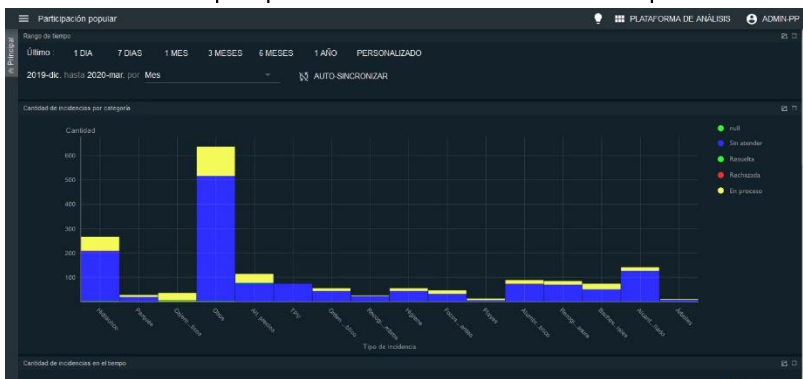 Participación popular
PLATAFORMA DE ANÁLISIS
ADMIN-PP
Principal
Rango de tiempo
Último : 1 DIA 7 DIAS 1 MES 3 MESES 6 MESES 1 AÑO PERSONALIZADO
2019-dic. hasta 2020-mar. por Mes AUTO-SINCRONIZAR
Cantidad de incidencias por categoría
Cantidad
600
500
400
300
200
100
null
Sin atender
Resuelta
Rechazada
En proceso
Hidráulico
Parques
Otros
TPV
Higiene
Playas
Árboles
Tipo de incidencia
Cantidad de incidencias en el tiempo